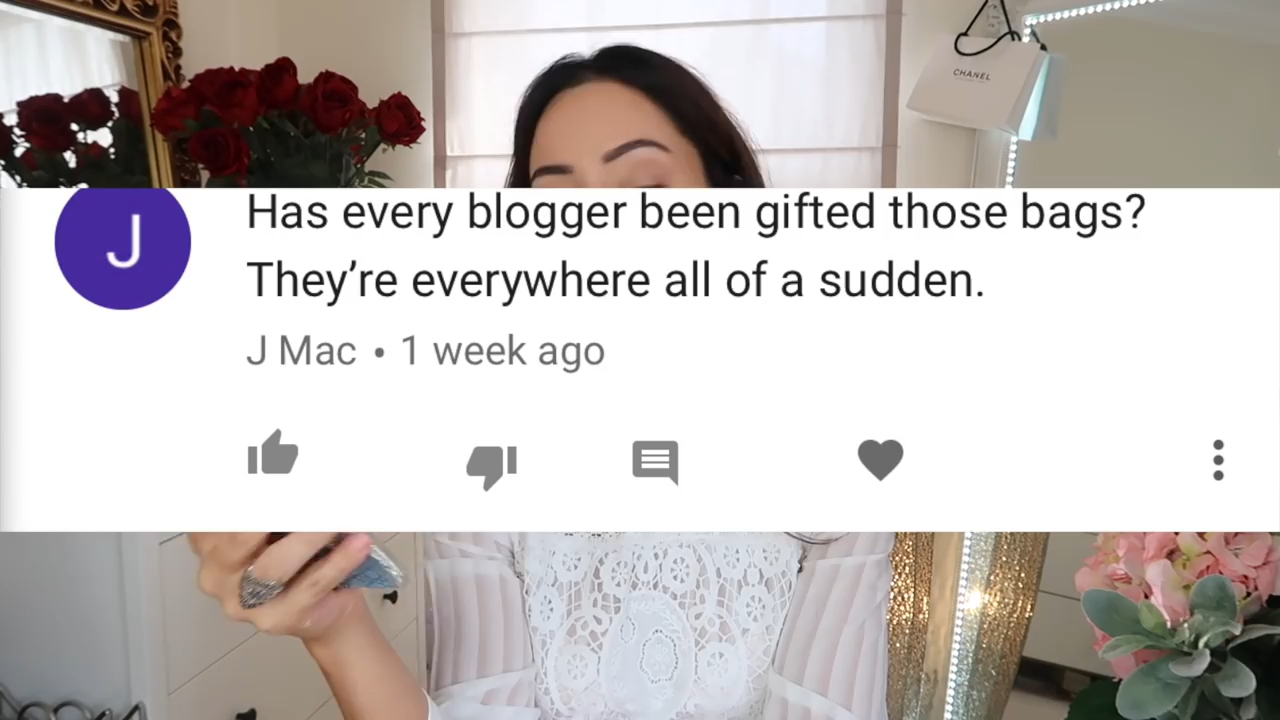 CHANEL
Has every blogger been gifted those bags?
They’re everywhere all of a sudden.
J Mac • 1 week ago
J